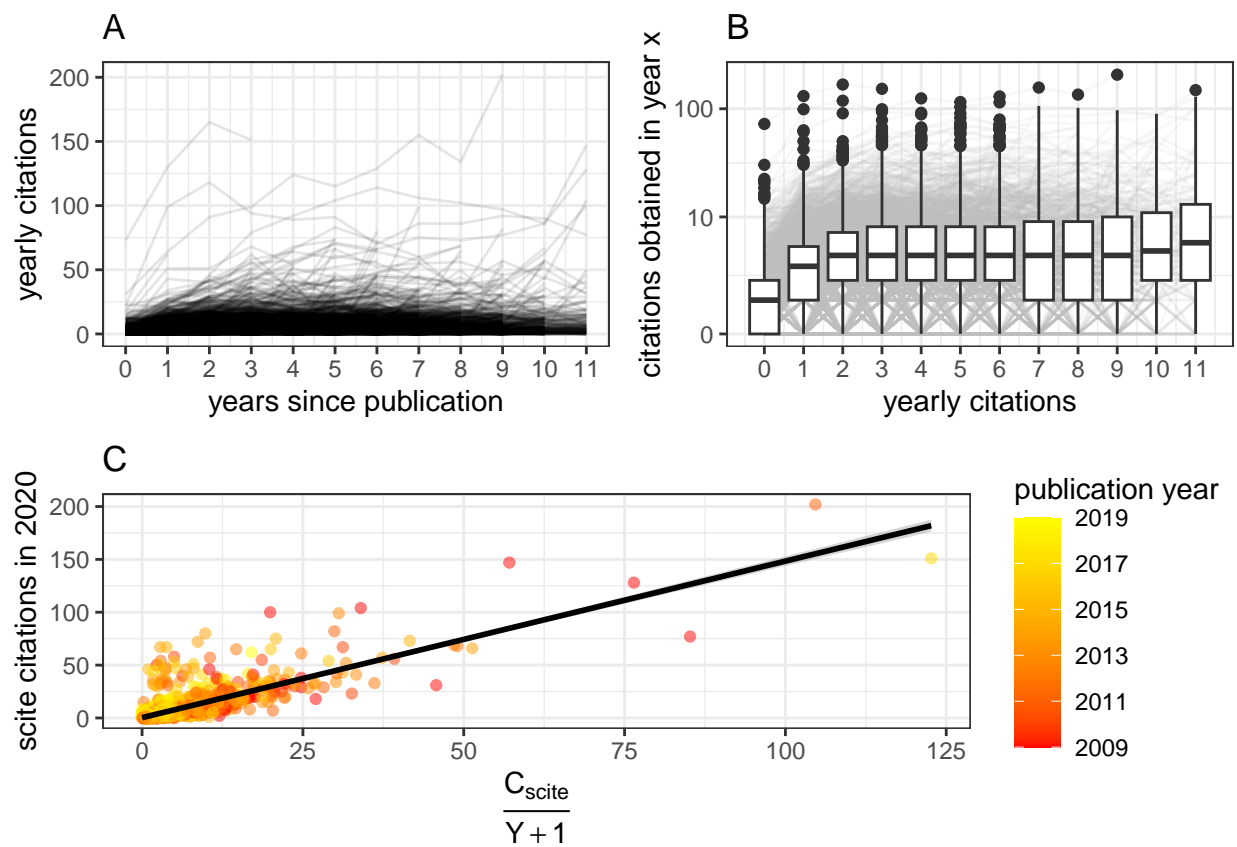 A
yearly citations
200
150
100
50
0
0 1 2 3 4 5 6 7 8 9 10 11
years since publication
B
citations obtained in year x
100
10
0
0 1 2 3 4 5 6 7 8 9 10 11
yearly citations
C
scite citations in 2020
200
150
100
50
0
0 25 50 75 100 125
C_scite
Y + 1
publication year
2019
2017
2015
2013
2011
2009